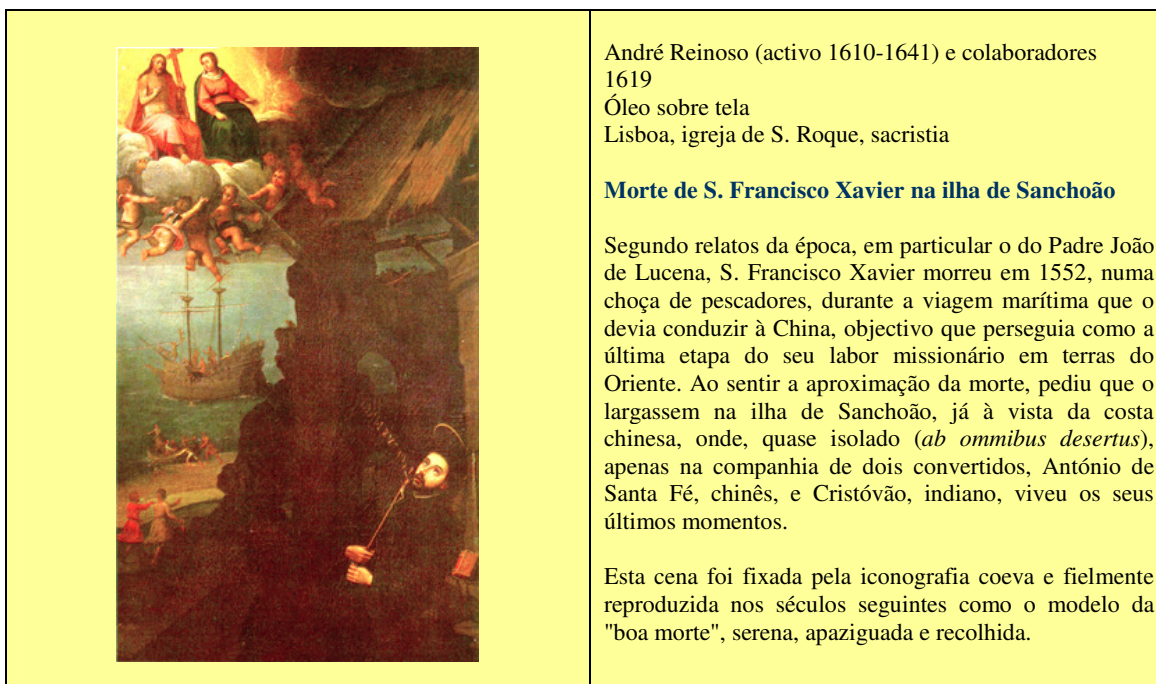 André Reinoso (activo 1610-1641) e colaboradores
1619
Óleo sobre tela
Lisboa, igreja de S. Roque, sacristia
Morte de S. Francisco Xavier na ilha de Sanchoão
Segundo relatos da época, em particular o do Padre João
de Lucena, S. Francisco Xavier morreu em 1552, numa
choça de pescadores, durante a viagem marítima que o
devia conduzir à China, objectivo que perseguia como a
última etapa do seu labor missionário em terras do
Oriente. Ao sentir a aproximação da morte, pediu que o
largassem na ilha de Sanchoão, já à vista da costa
chinesa, onde, quase isolado (ab ommibus desertus),
apenas na companhia de dois convertidos, António de
Santa Fé, chinês, e Cristóvão, indiano, viveu os seus
últimos momentos.
Esta cena foi fixada pela iconografia coeva e fielmente
reproduzida nos séculos seguintes como o modelo da
"boa morte", serena, apaziguada e recolhida.